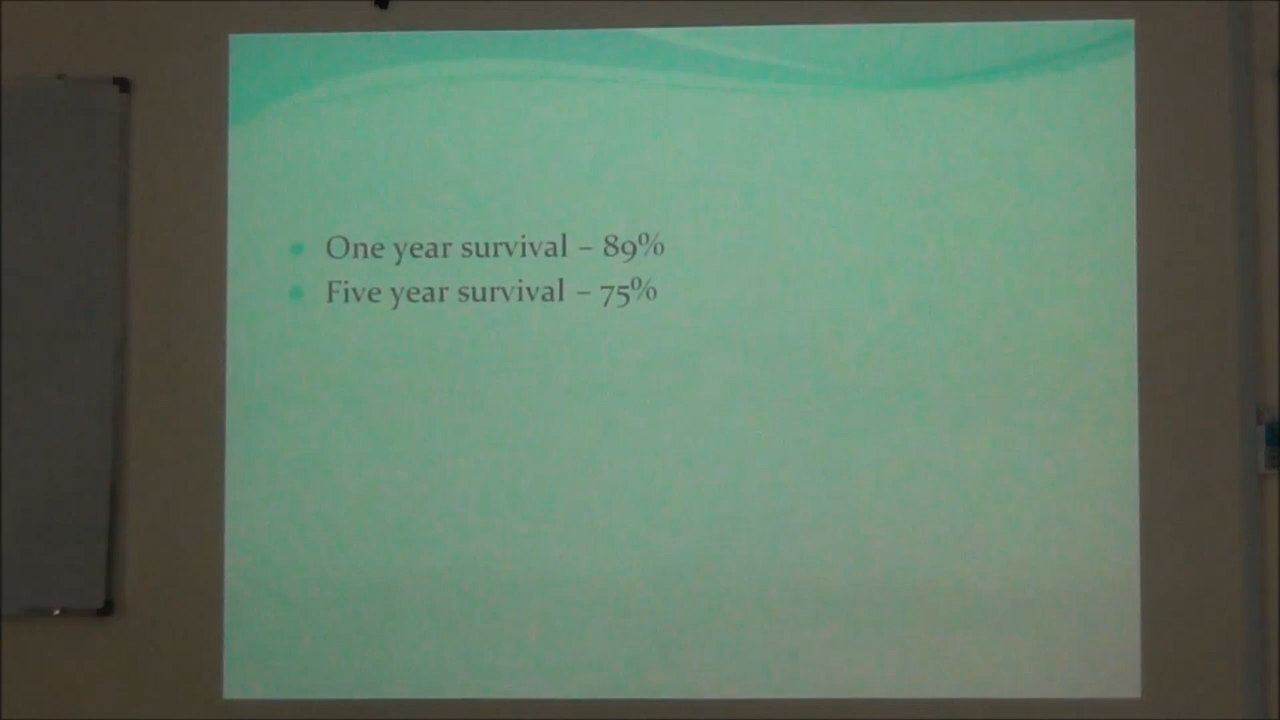 One year survival – 89%
Five year survival – 75%